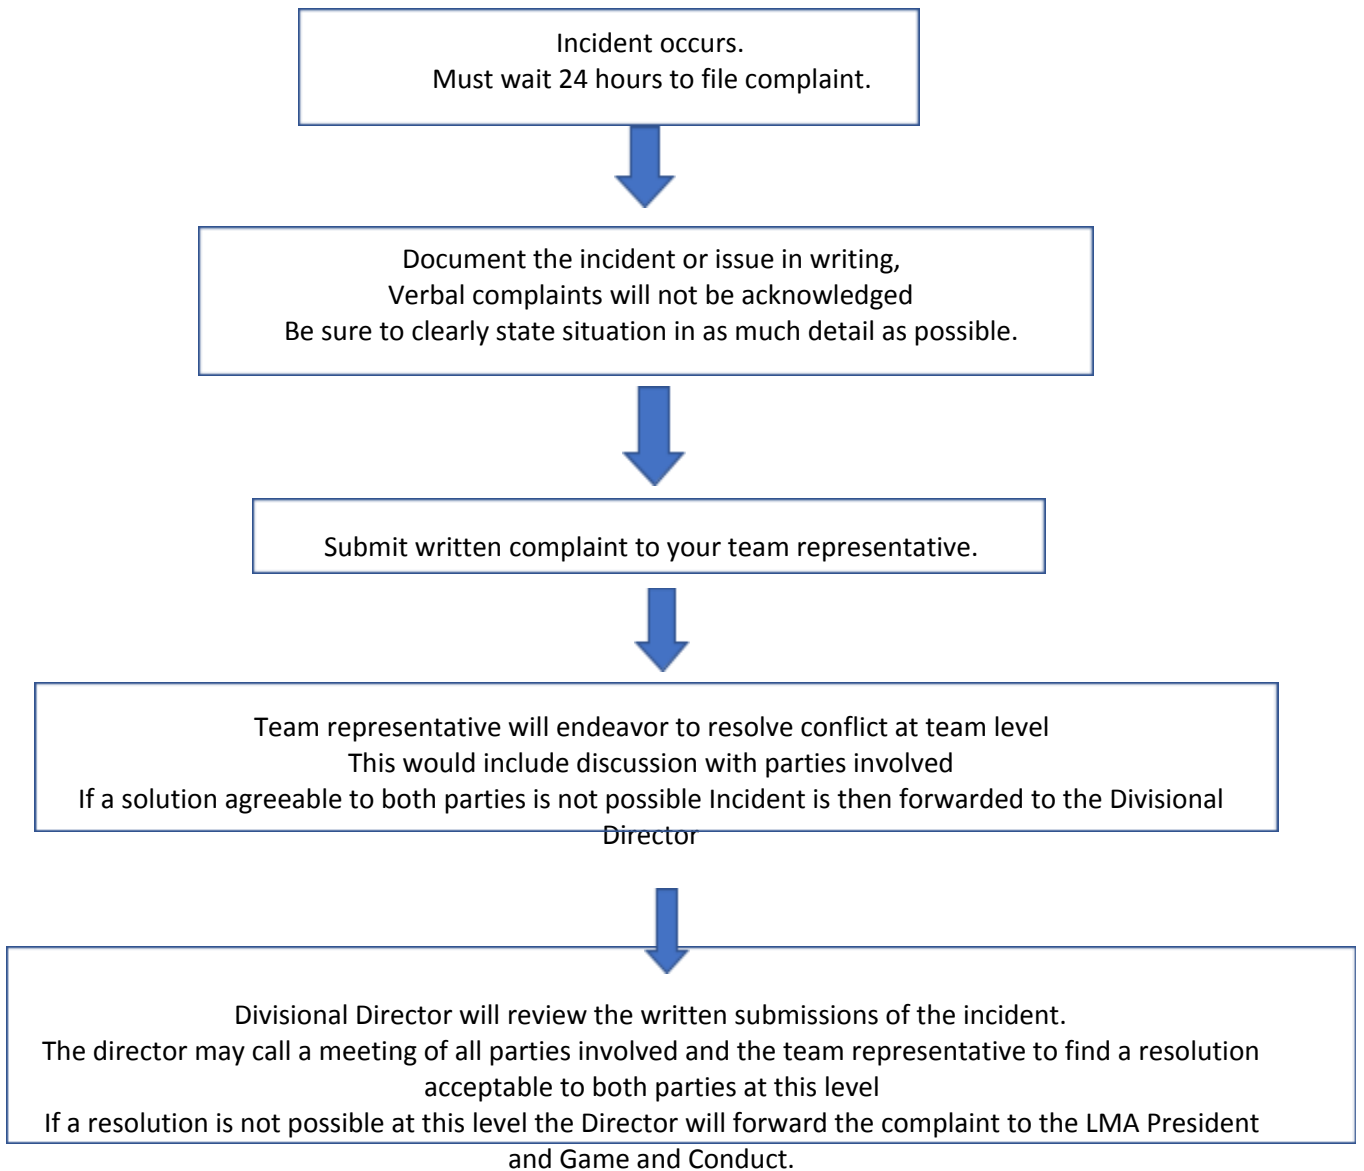 Incident occurs.
Must wait 24 hours to file complaint.
Document the incident or issue in writing,
Verbal complaints will not be acknowledged
Be sure to clearly state situation in as much detail as possible.
Submit written complaint to your team representative.
Team representative will endeavor to resolve conflict at team level
This would include discussion with parties involved
If a solution agreeable to both parties is not possible Incident is then forwarded to the Divisional
Director
Divisional Director will review the written submissions of the incident.
The director may call a meeting of all parties involved and the team representative to find a resolution
acceptable to both parties at this level
If a resolution is not possible at this level the Director will forward the complaint to the LMA President
and Game and Conduct.